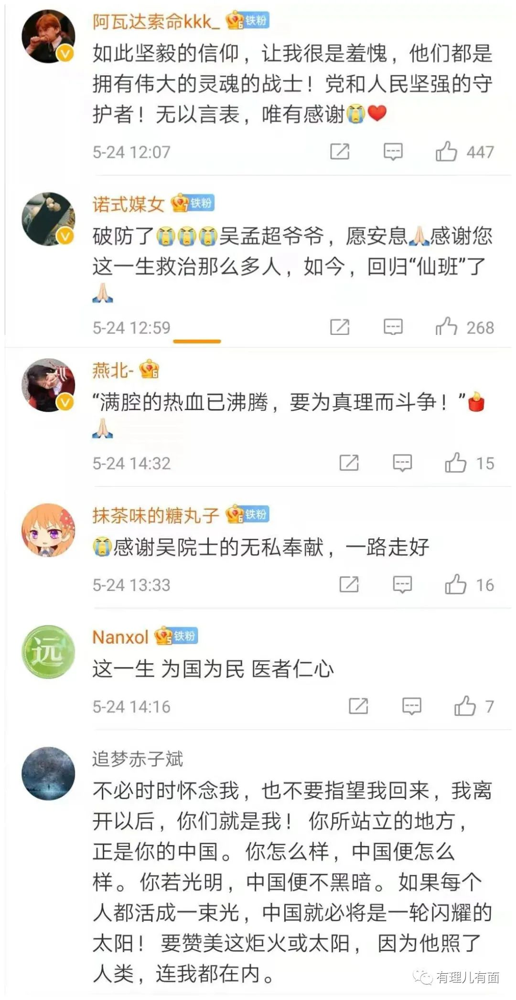 阿瓦达索命kkk_ 6 铁粉
如此坚毅的信仰，让我很是羞愧，他们都是
拥有伟大的灵魂的战士！党和人民坚强的守
护者！无以言表，唯有感谢😭❤️
5-24 12:07 447
诺式媒女 7 铁粉
破防了😭😭😭吴孟超爷爷，愿安息🙏🏻感谢您
这一生救治那么多人，如今，回归“仙班”了
🙏🏻
5-24 12:59 268
燕北- 6
“满腔的热血已沸腾，要为真理而斗争！”🕯️
🙏🏻
5-24 14:32 15
抹茶味的糖丸子 6 铁粉
😭感谢吴院士的无私奉献，一路走好
5-24 13:33 16
远
Nanxol 5 铁粉
这一生 为国为民 医者仁心
5-24 14:16 7
追梦赤子斌
不必时时怀念我，也不要指望我回来，我离
开以后，你们就是我！ 你所站立的地方，
正是你的中国。你怎么样，中国便怎么
样。你若光明，中国便不黑暗。如果每个
人都活成一束光，中国就必将是一轮闪耀的
太阳！ 要赞美这炬火或太阳，因为他照了
人类，连我都在内。
有理儿有面